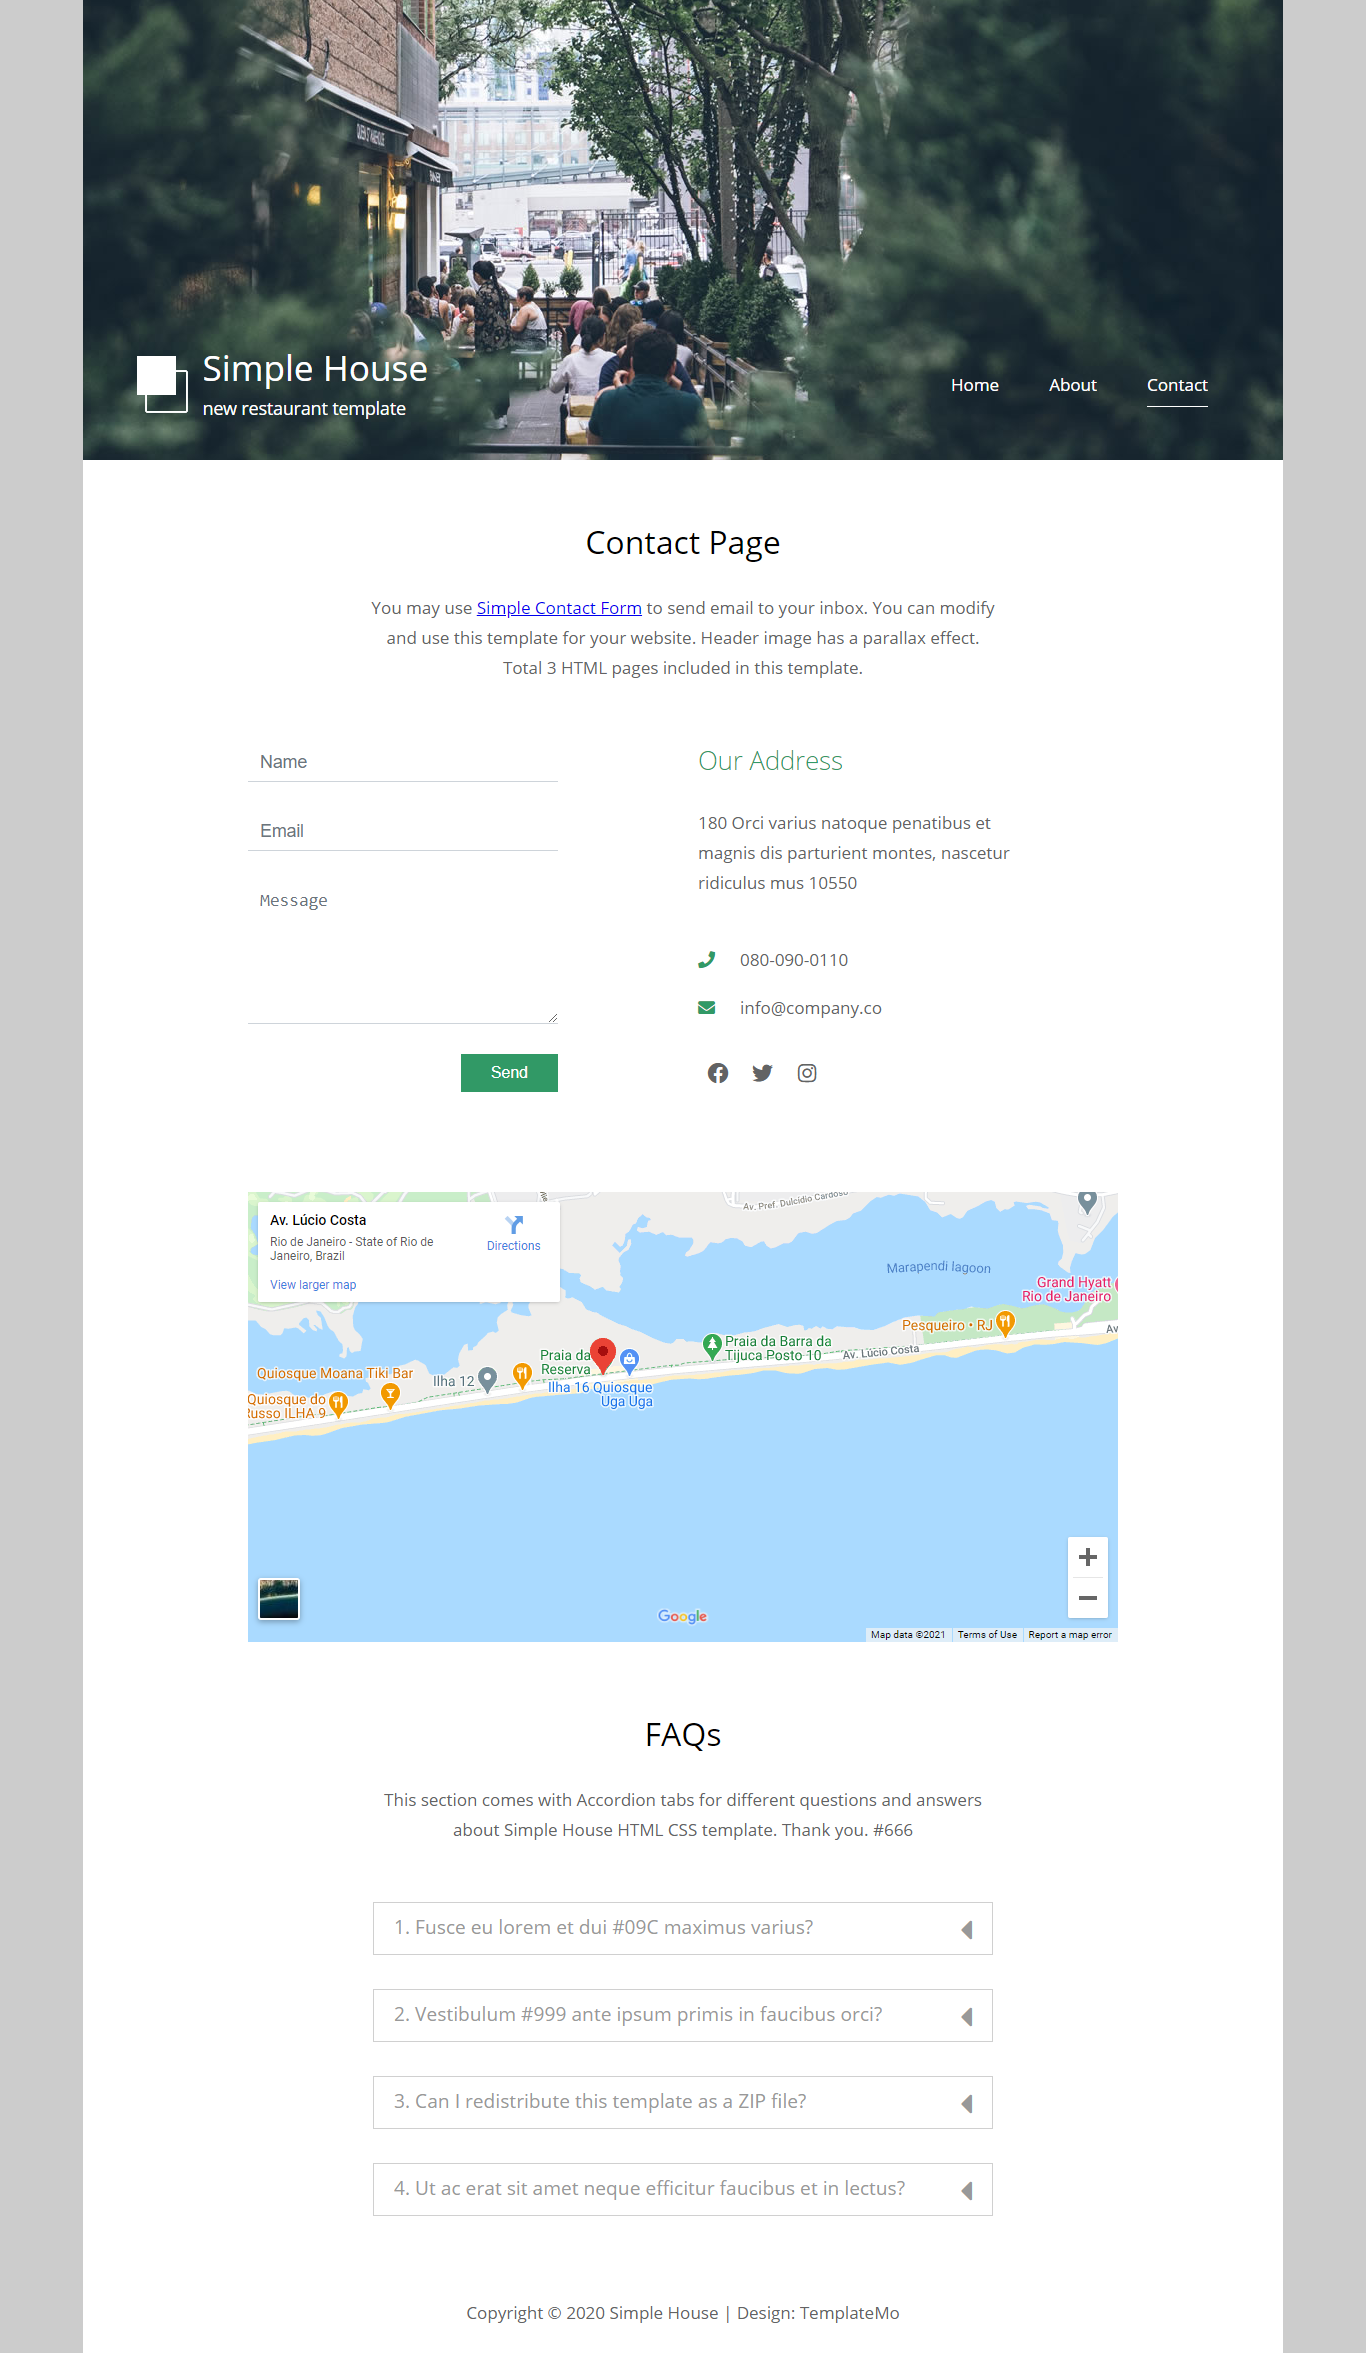 QUEEN ST WAREHOUSE
Simple House
new restaurant template
Home
About
Contact
Contact Page
You may use Simple Contact Form to send email to your inbox. You can modify
and use this template for your website. Header image has a parallax effect.
Total 3 HTML pages included in this template.
Name
Email
Message
Send
Our Address
180 Orci varius natoque penatibus et
magnis dis parturient montes, nascetur
ridiculus mus 10550
080-090-0110
info@company.co
Av. Lúcio Costa
Rio de Janeiro - State of Rio de
Janeiro, Brazil
Directions
View larger map
Av. Pref. Dulcídio Cardoso
Marapendi lagoon
Grand Hyatt
Rio de Janeiro
Pesqueiro • RJ
Av
Praia da Barra da
Tijuca Posto 10
Av. Lúcio Costa
Praia da
Reserva
Quiosque Moana Tiki Bar
Ilha 12
Ilha 16 Quiosque
Uga Uga
Quiosque do
Russo ILHA 9
Google
Map data ©2021
Terms of Use
Report a map error
FAQs
This section comes with Accordion tabs for different questions and answers
about Simple House HTML CSS template. Thank you. #666
1. Fusce eu lorem et dui #09C maximus varius?
2. Vestibulum #999 ante ipsum primis in faucibus orci?
3. Can I redistribute this template as a ZIP file?
4. Ut ac erat sit amet neque efficitur faucibus et in lectus?
Copyright © 2020 Simple House | Design: TemplateMo